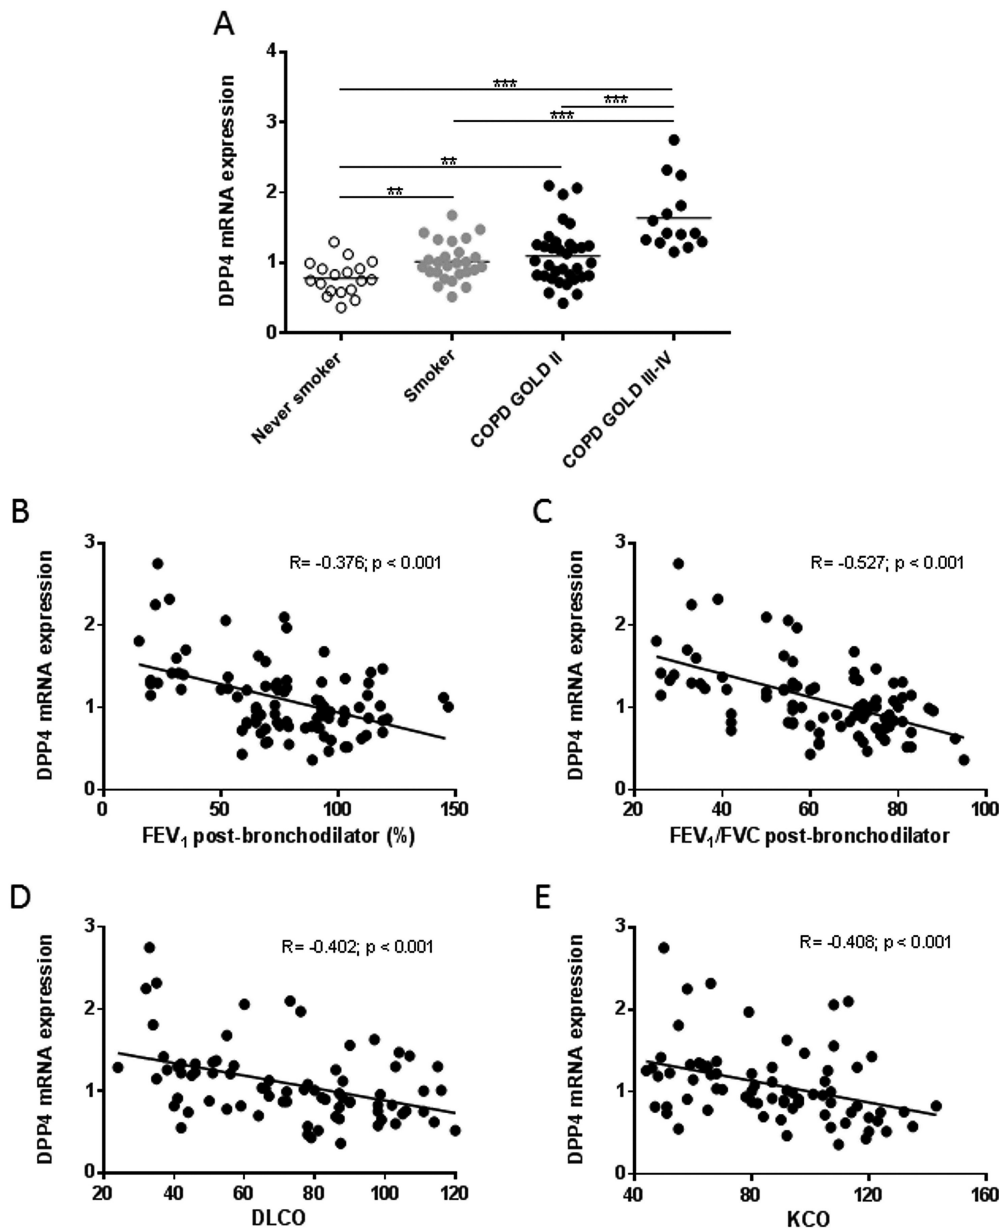 A
DPP4 mRNA expression
4
3
2
1
0
***
***
***
**
**
Never smoker
Smoker
COPD GOLD II
COPD GOLD III-IV
B
DPP4 mRNA expression
3
2
1
0
R= -0.376; p < 0.001
0 50 100 150
FEV1 post-bronchodilator (%)
C
DPP4 mRNA expression
3
2
1
0
R= -0.527; p < 0.001
20 40 60 80 100
FEV1/FVC post-bronchodilator
D
DPP4 mRNA expression
3
2
1
0
R= -0.402; p < 0.001
20 40 60 80 100 120
DLCO
E
DPP4 mRNA expression
3
2
1
0
R= -0.408; p < 0.001
40 80 120 160
KCO